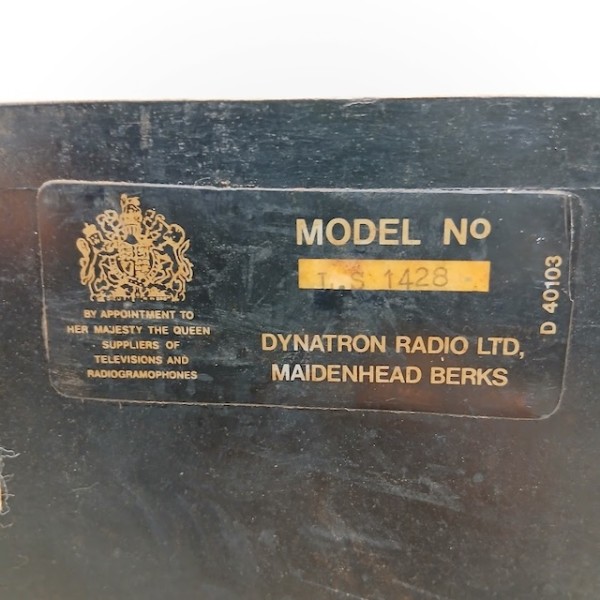 BY APPOINTMENT TO
HER MAJESTY THE QUEEN
SUPPLIERS OF
TELEVISIONS AND
RADIOGRAMOPHONES
MODEL No
L.S 1428
DYNATRON RADIO LTD,
MAIDENHEAD BERKS
D 40103